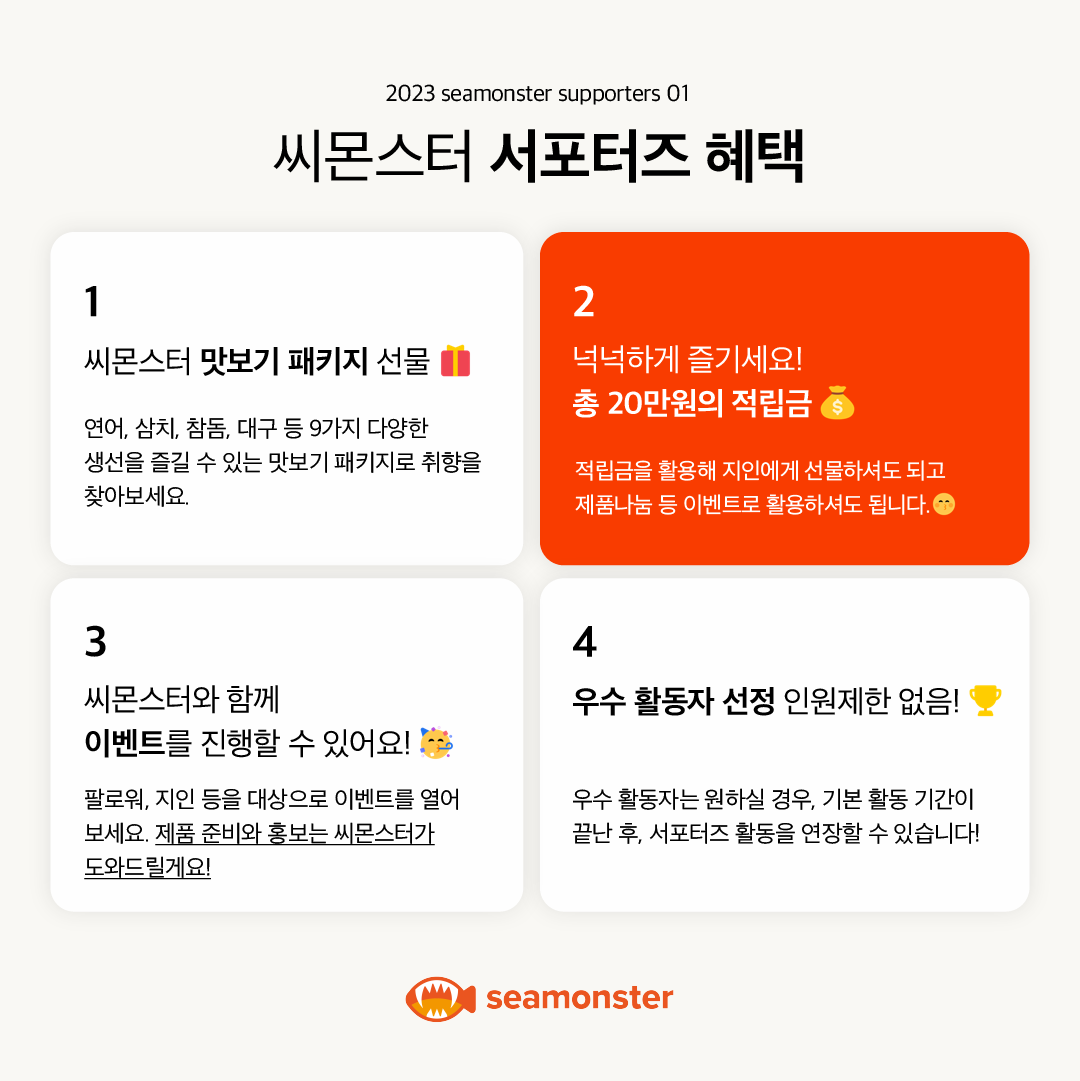 2023 seamonster supporters 01
씨몬스터 서포터즈 혜택
1
씨몬스터 맛보기 패키지 선물 🎁
연어, 삼치, 참돔, 대구 등 9가지 다양한
생선을 즐길 수 있는 맛보기 패키지로 취향을
찾아보세요.
2
넉넉하게 즐기세요!
총 20만원의 적립금 💰
적립금을 활용해 지인에게 선물하셔도 되고
제품나눔 등 이벤트로 활용하셔도 됩니다.😙
3
씨몬스터와 함께
이벤트를 진행할 수 있어요! 🥳
팔로워, 지인 등을 대상으로 이벤트를 열어
보세요. 제품 준비와 홍보는 씨몬스터가
도와드릴게요!
4
우수 활동자 선정 인원제한 없음! 🏆
우수 활동자는 원하실 경우, 기본 활동 기간이
끝난 후, 서포터즈 활동을 연장할 수 있습니다!
seamonster